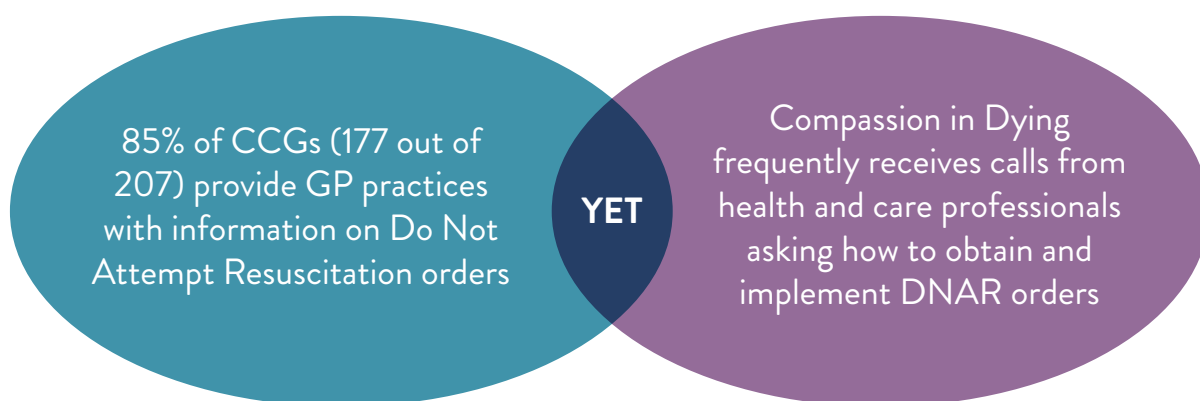 85% of CCGs (177 out of
207) provide GP practices
with information on Do Not
Attempt Resuscitation orders
YET
Compassion in Dying
frequently receives calls from
health and care professionals
asking how to obtain and
implement DNAR orders